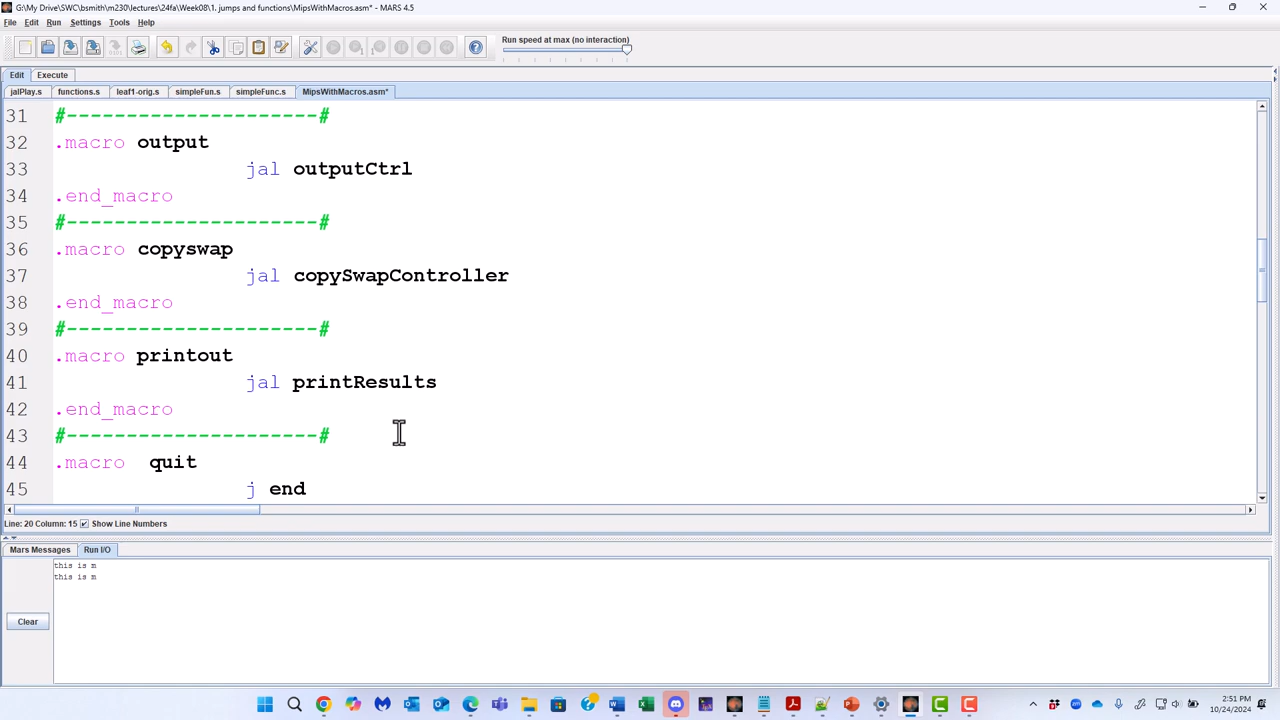 G:\My Drive\SWC\bsmith\m230\lectures\24fa\Week08\1. jumps and functions\MipsWithMacros.asm* - MARS 4.5
File Edit Run Settings Tools Help
Run speed at max (no interaction)
Edit Execute
jalPlay.s functions.s leaf1-orig.s simpleFun.s simpleFunc.s MipsWithMacros.asm*
31 #---------------------#
32 .macro output
33 jal outputCtrl
34 .end_macro
35 #---------------------#
36 .macro copyswap
37 jal copySwapController
38 .end_macro
39 #---------------------#
40 .macro printout
41 jal printResults
42 .end_macro
43 #---------------------#
44 .macro quit
45 j end
Line: 20 Column: 15 Show Line Numbers
Mars Messages Run I/O
this is m
this is m
Clear
2:51 PM
10/24/2024